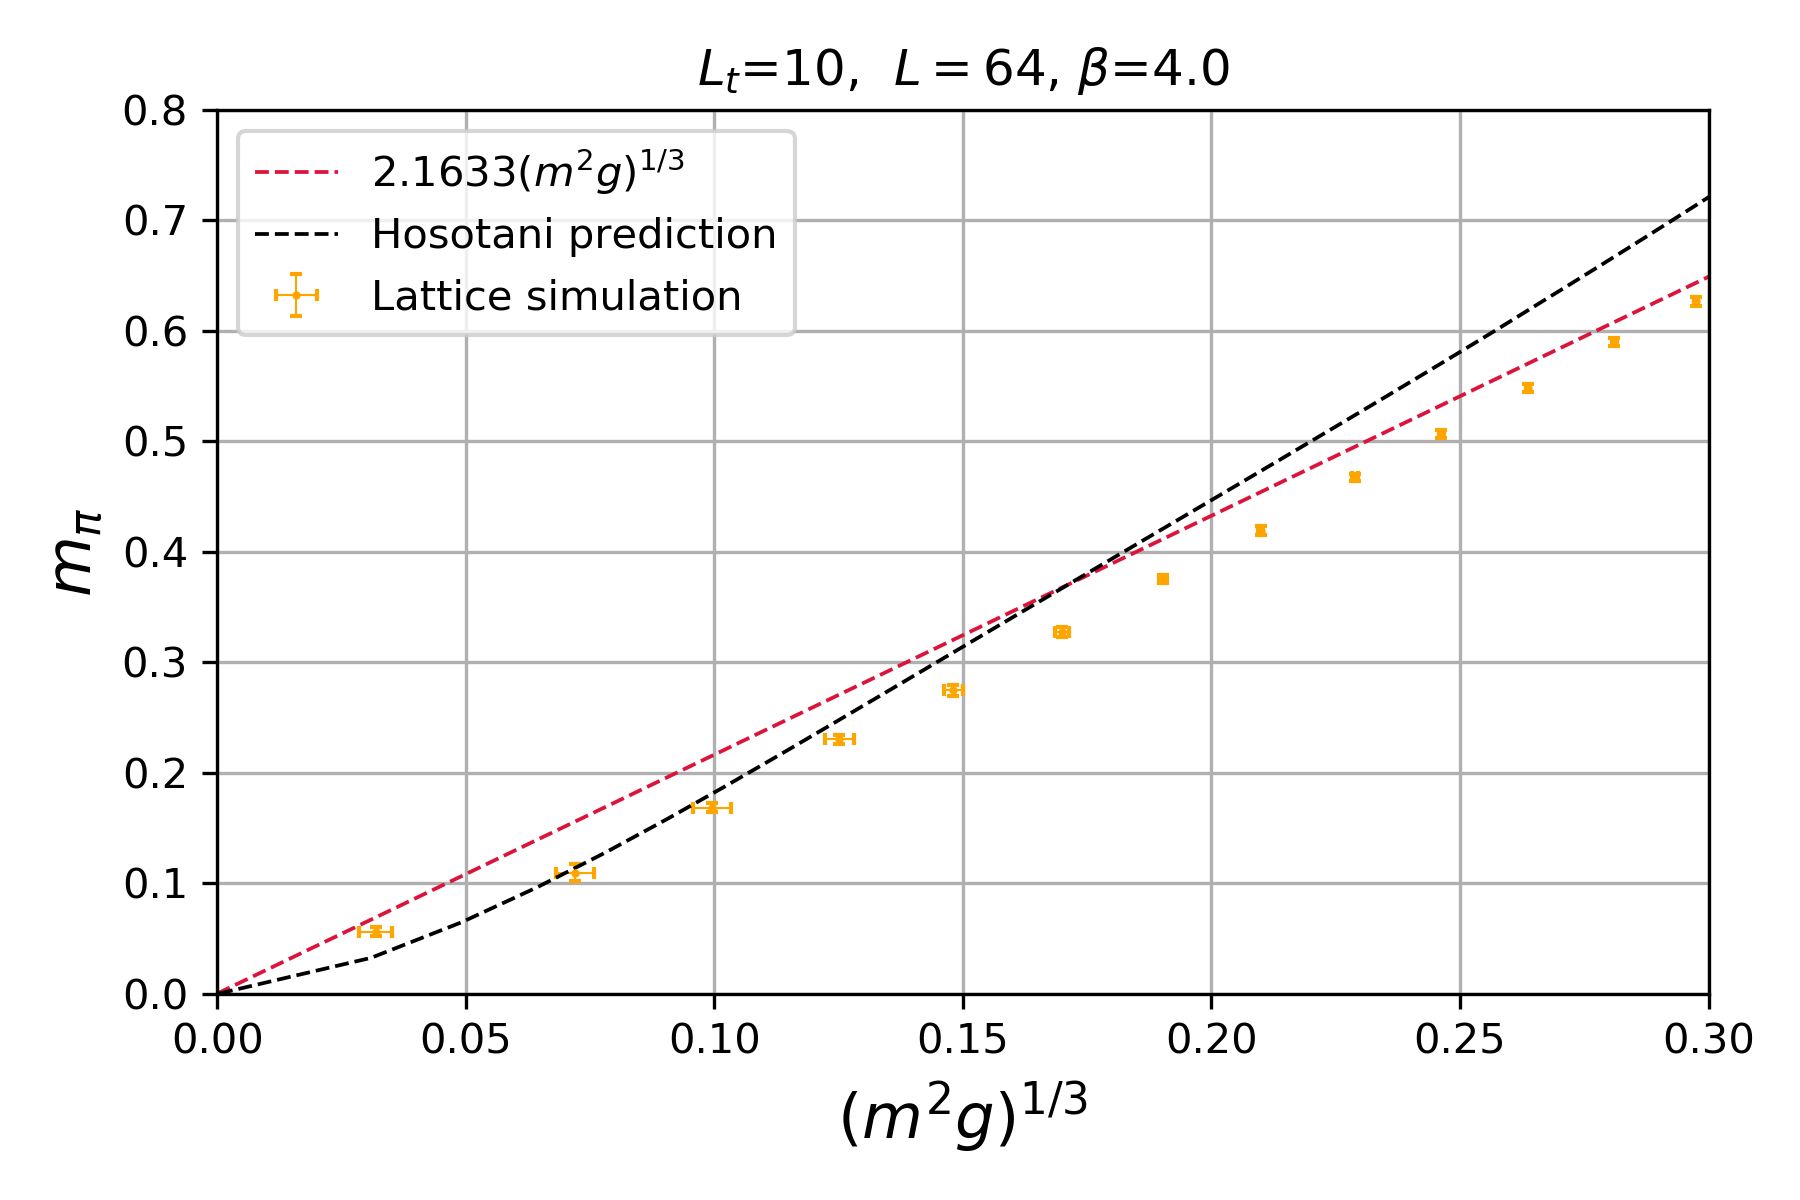 L_t=10, L = 64, β=4.0
0.8
0.7
0.6
0.5
0.4
0.3
0.2
0.1
0.0
m_π
2.1633(m²g)^{1/3}
Hosotani prediction
Lattice simulation
0.00 0.05 0.10 0.15 0.20 0.25 0.30
(m²g)^{1/3}